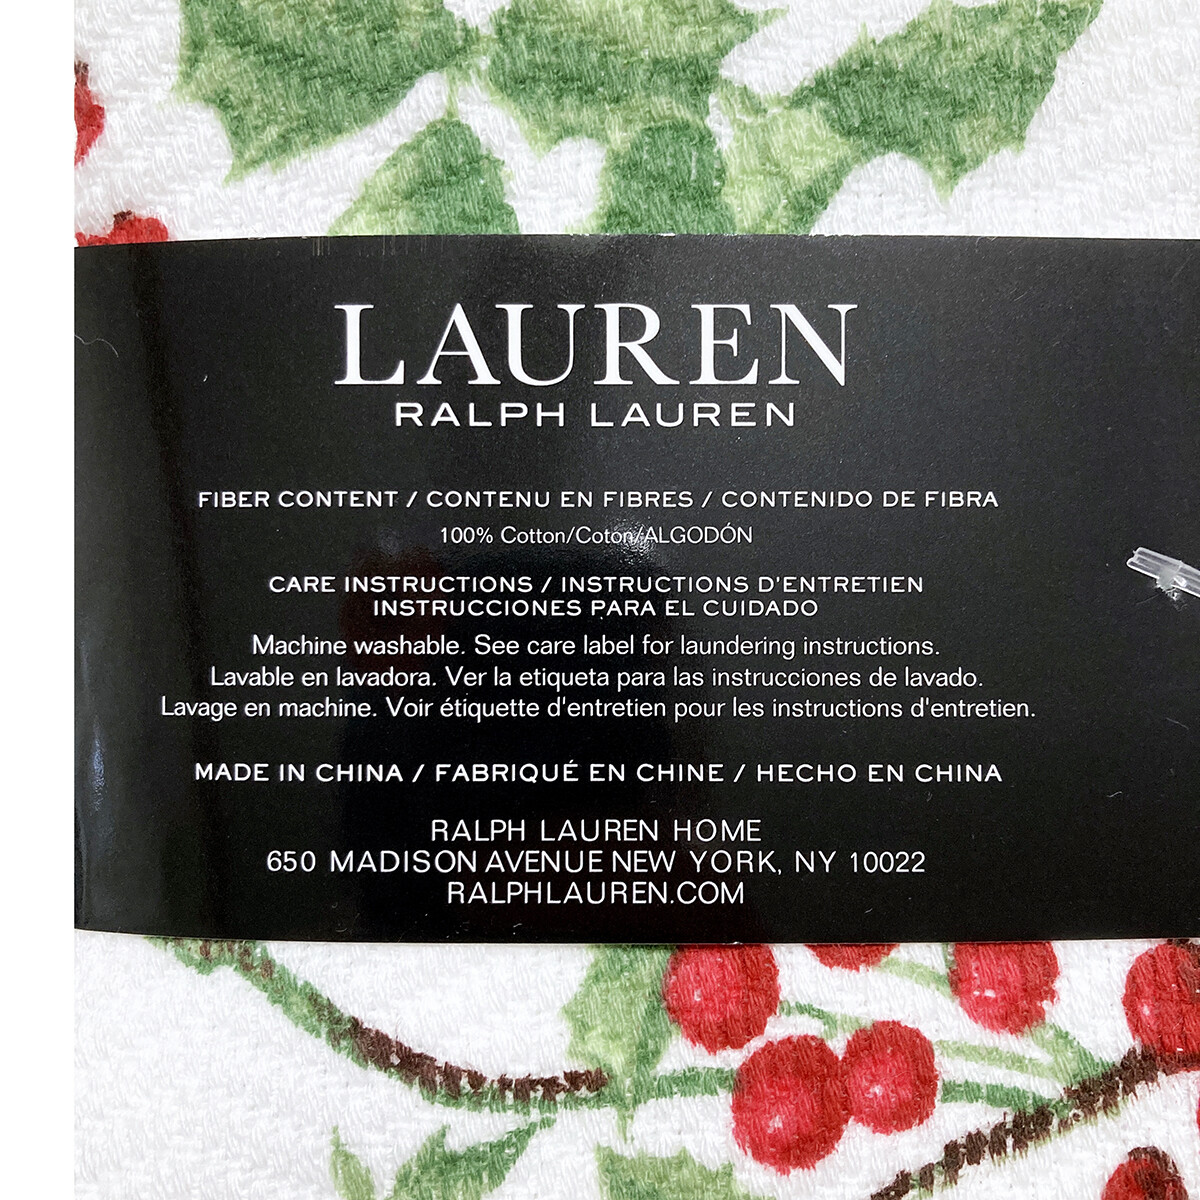 LAUREN
RALPH LAUREN
FIBER CONTENT / CONTENU EN FIBRES / CONTENIDO DE FIBRA
100% Cotton/Coton/ALGODÓN
CARE INSTRUCTIONS / INSTRUCTIONS D'ENTRETIEN
INSTRUCCIONES PARA EL CUIDADO
Machine washable. See care label for laundering instructions.
Lavable en lavadora. Ver la etiqueta para las instrucciones de lavado.
Lavage en machine. Voir étiquette d'entretien pour les instructions d'entretien.
MADE IN CHINA / FABRIQUÉ EN CHINE / HECHO EN CHINA
RALPH LAUREN HOME
650 MADISON AVENUE NEW YORK, NY 10022
RALPHLAUREN.COM